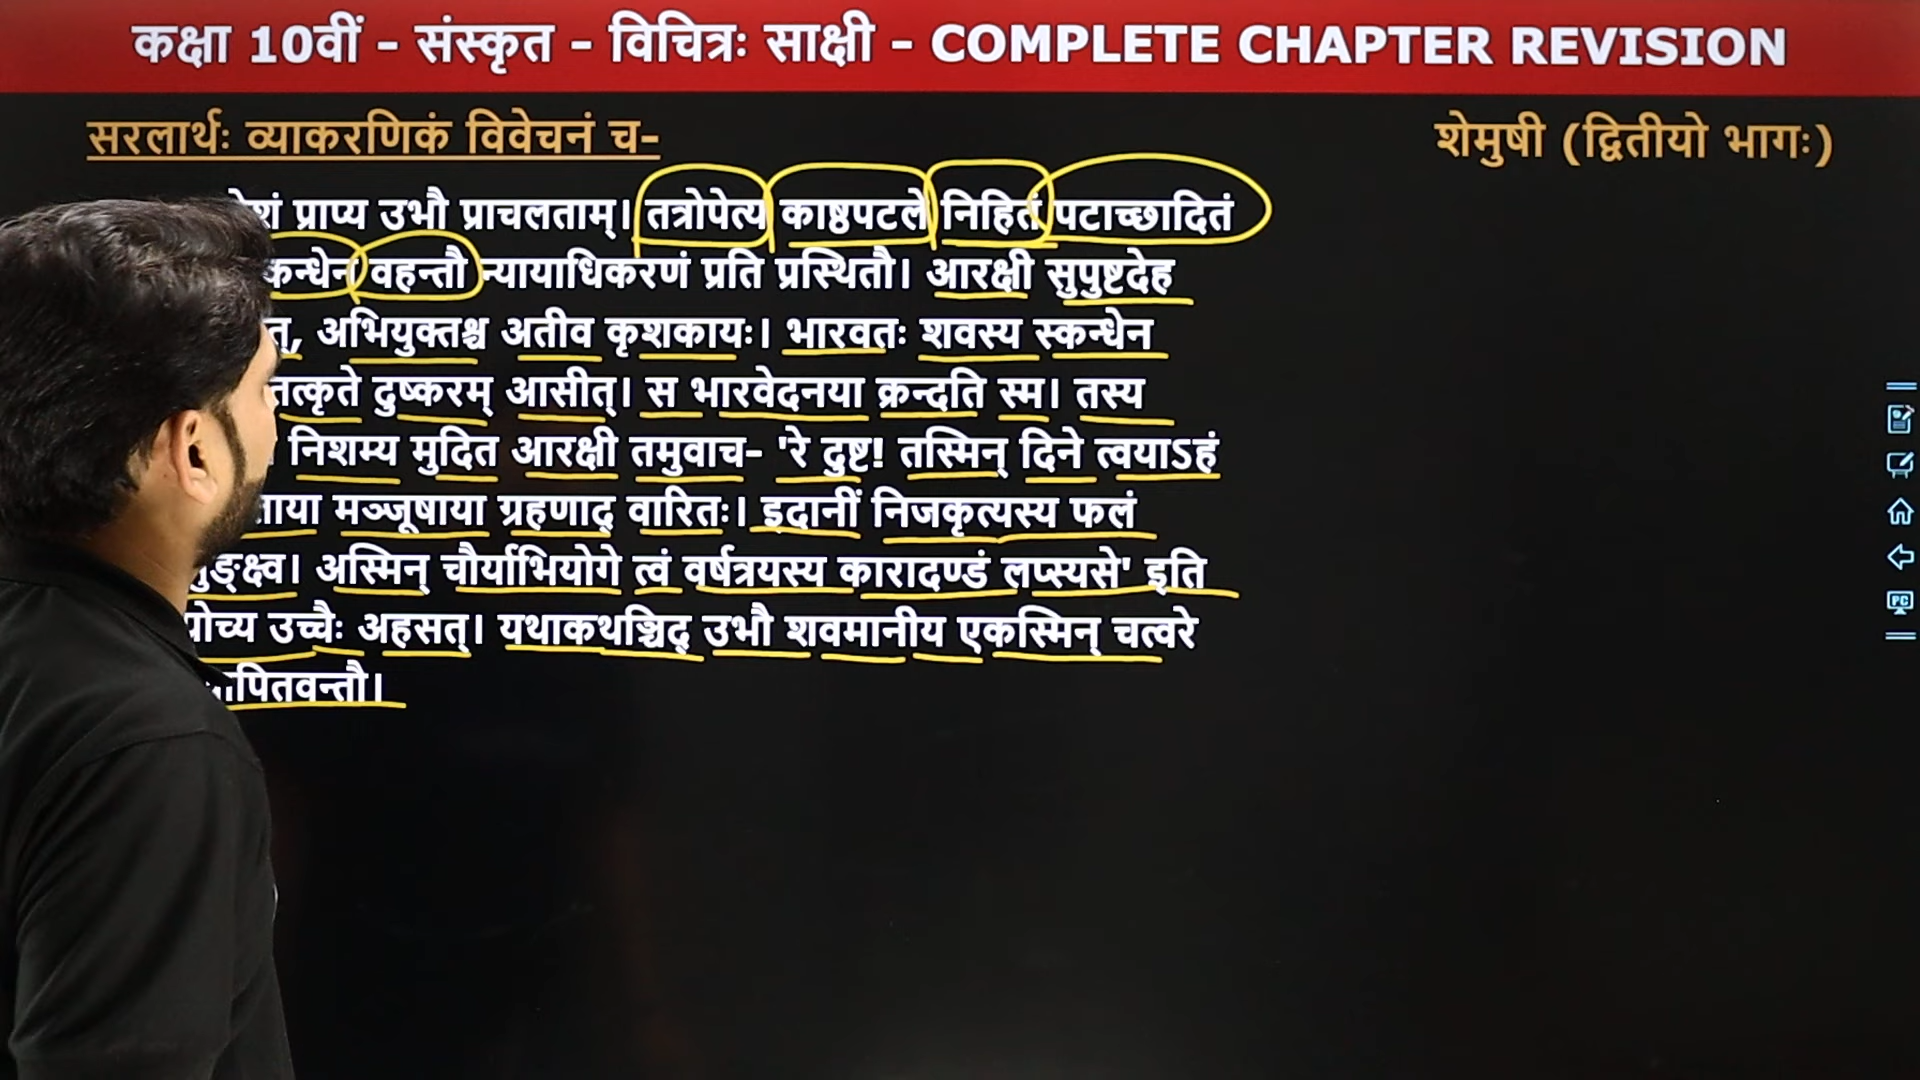 कक्षा 10वीं - संस्कृत - विचित्रः साक्षी - COMPLETE CHAPTER REVISION
सरलार्थः व्याकरणिकं विवेचनं च-
शेमुषी (द्वितीयो भागः)
प्राप्य उभौ प्राचलताम्। तत्रोपेत्य काष्ठपटले निहितं पटाच्छादितं
वहन्तौ न्यायाधिकरणं प्रति प्रस्थितौ। आरक्षी सुपुष्टदेह
अभियुक्तश्च अतीव कृशकायः। भारवतः शवस्य स्कन्धेन
तत्कृते दुष्करम् आसीत्। स भारवेदनया क्रन्दति स्म। तस्य
निशम्य मुदित आरक्षी तमुवाच- 'रे दुष्ट! तस्मिन् दिने त्वयाऽहं
मञ्जूषाया ग्रहणाद् वारितः। इदानीं निजकृत्यस्य फलं
अस्मिन् चौर्याभियोगे त्वं वर्षत्रयस्य कारादण्डं लप्स्यसे' इति
उच्चैः अहसत्। यथाकथञ्चिद् उभौ शवमानीय एकस्मिन् चत्वरे
PC